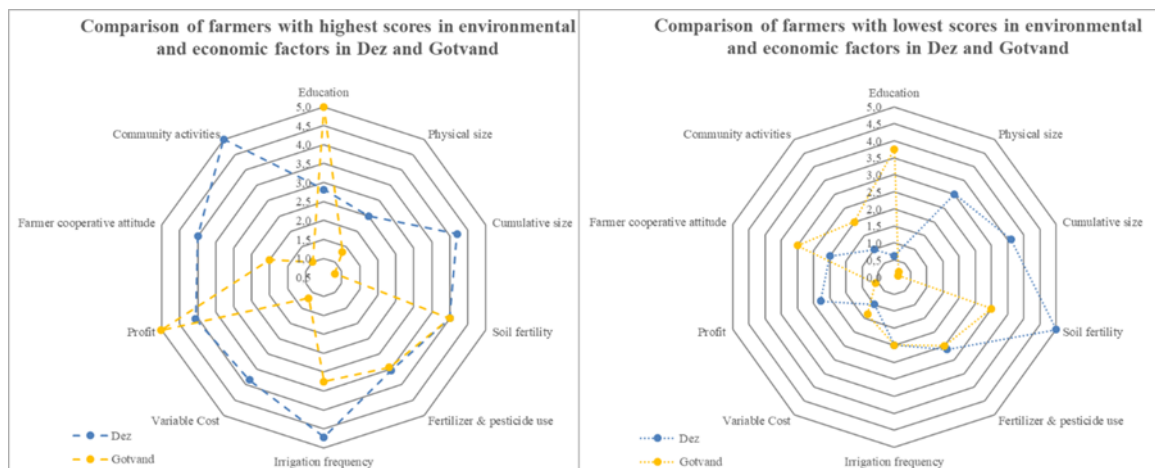 Comparison of farmers with highest scores in environmental
and economic factors in Dez and Gotvand
Education
5,0
4,5
4,0
3,5
3,0
2,5
2,0
1,5
1,0
0,5
Physical size
Cumulative size
Soil fertility
Fertilizer & pesticide use
Irrigation frequency
Variable Cost
Profit
Farmer cooperative attitude
Community activities
Dez
Gotvand
Comparison of farmers with lowest scores in environmental
and economic factors in Dez and Gotvand
Education
5,0
4,5
4,0
3,5
3,0
2,5
2,0
1,5
1,0
0,5
0,0
Physical size
Cumulative size
Soil fertility
Fertilizer & pesticide use
Irrigation frequency
Variable Cost
Profit
Farmer cooperative attitude
Community activities
Dez
Gotvand